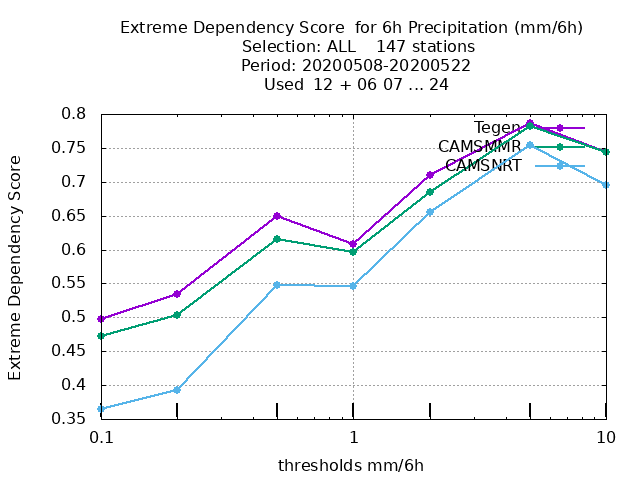 Extreme Dependency Score  for 6h Precipitation (mm/6h)
Selection: ALL    147 stations
Period: 20200508-20200522
Used  12 + 06 07 ... 24
Extreme Dependency Score
0.8
0.75
0.7
0.65
0.6
0.55
0.5
0.45
0.4
0.35
Tegen
CAMSNMR
CAMSNRT
0.1
1
10
thresholds mm/6h